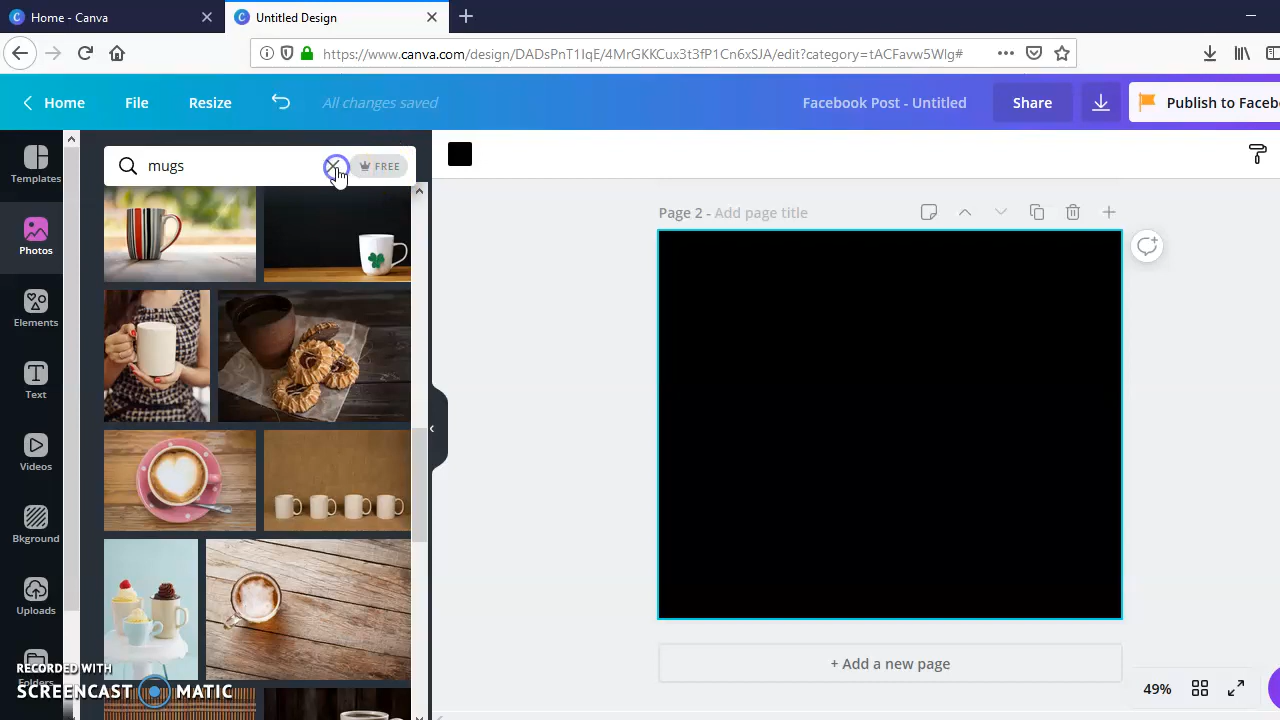 Home - Canva
Untitled Design
https://www.canva.com/design/DADsPnT1IqE/4MrGKKCux3t3fP1Cn6xSJA/edit?category=tACFavw5WIg#
Home
File
Resize
All changes saved
Facebook Post - Untitled
Share
Publish to Faceb
Templates
Photos
Elements
Text
Videos
Bkground
Uploads
Folders
mugs
FREE
Page 2 - Add page title
+ Add a new page
49%
RECORDED WITH
SCREENCAST MATIC